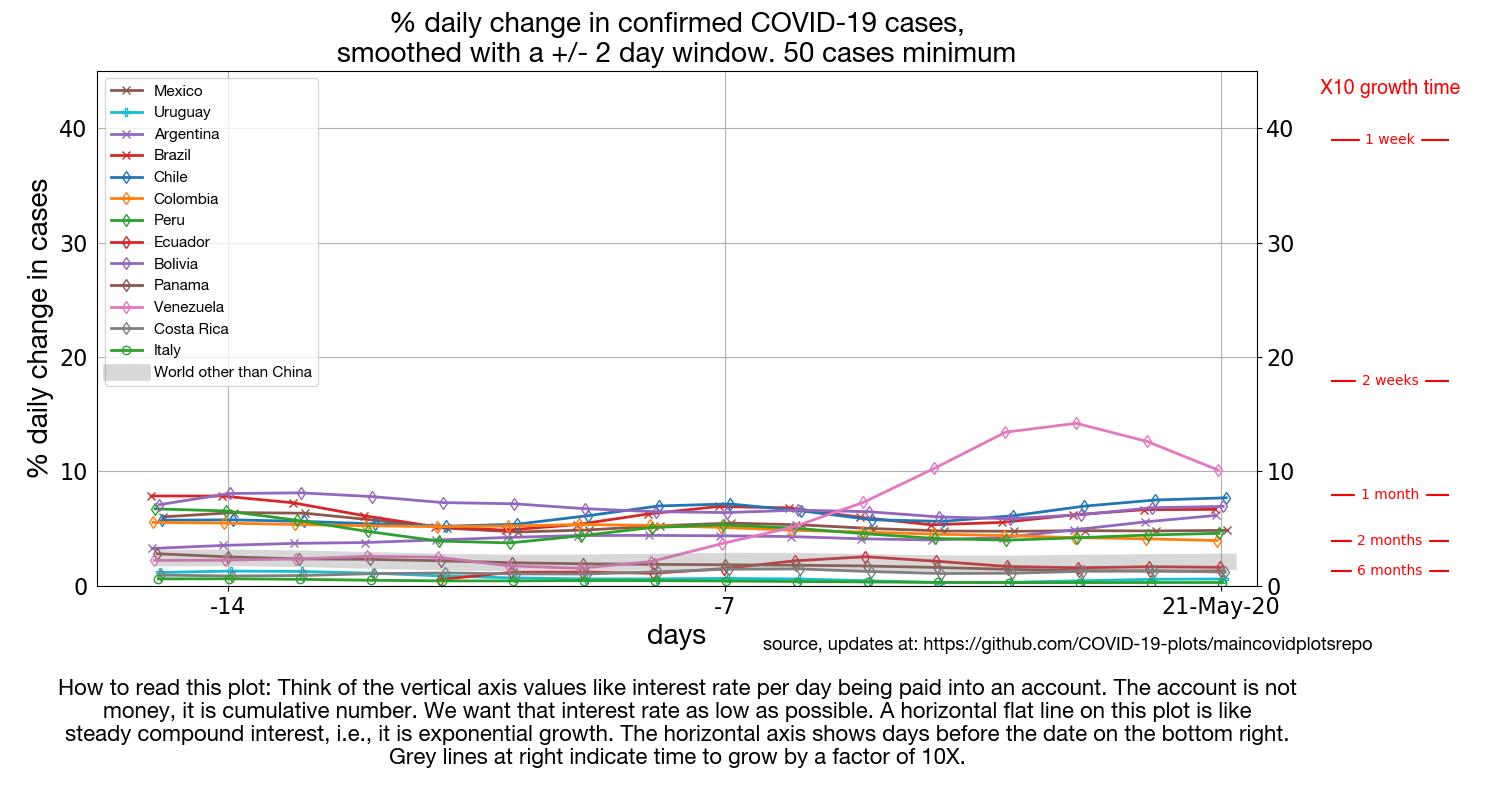 % daily change in confirmed COVID-19 cases,
smoothed with a +/- 2 day window. 50 cases minimum
X10 growth time
Mexico
Uruguay
Argentina
Brazil
Chile
Colombia
Peru
Ecuador
Bolivia
Panama
Venezuela
Costa Rica
Italy
World other than China
% daily change in cases
40
30
20
10
0
40
30
20
10
0
1 week
2 weeks
1 month
2 months
6 months
-14
-7
21-May-20
days
source, updates at: https://github.com/COVID-19-plots/maincovidplotsrepo
How to read this plot: Think of the vertical axis values like interest rate per day being paid into an account. The account is not
money, it is cumulative number. We want that interest rate as low as possible. A horizontal flat line on this plot is like
steady compound interest, i.e., it is exponential growth. The horizontal axis shows days before the date on the bottom right.
Grey lines at right indicate time to grow by a factor of 10X.